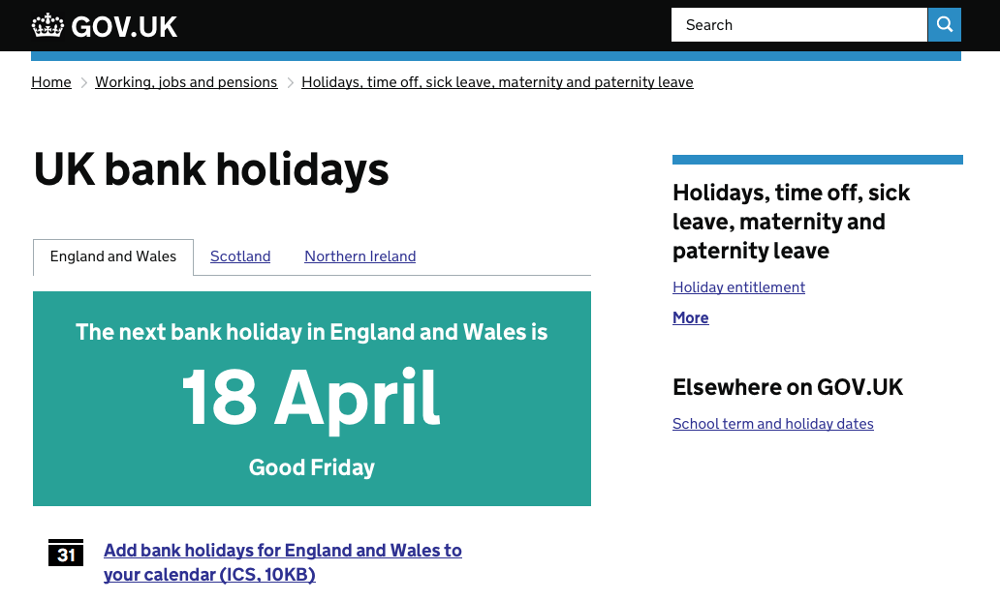 GOV.UK
Search
Home
Working, jobs and pensions
Holidays, time off, sick leave, maternity and paternity leave
UK bank holidays
England and Wales
Scotland
Northern Ireland
The next bank holiday in England and Wales is
18 April
Good Friday
31
Add bank holidays for England and Wales to
your calendar (ICS, 10KB)
Holidays, time off, sick
leave, maternity and
paternity leave
Holiday entitlement
More
Elsewhere on GOV.UK
School term and holiday dates